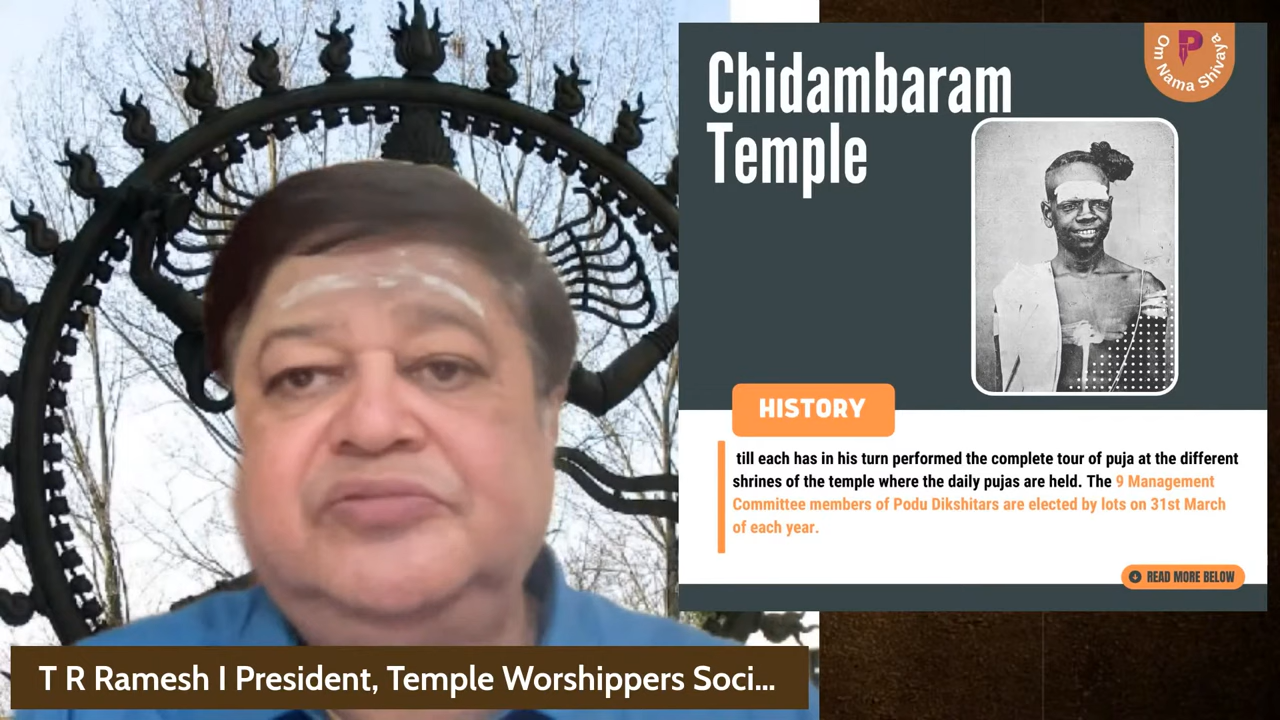 Chidambaram
Temple
Om Nama Shivaya
HISTORY
till each has in his turn performed the complete tour of puja at the different
shrines of the temple where the daily pujas are held. The 9 Management
Committee members of Podu Dikshitars are elected by lots on 31st March
of each year.
READ MORE BELOW
T R Ramesh I President, Temple Worshippers Soci...